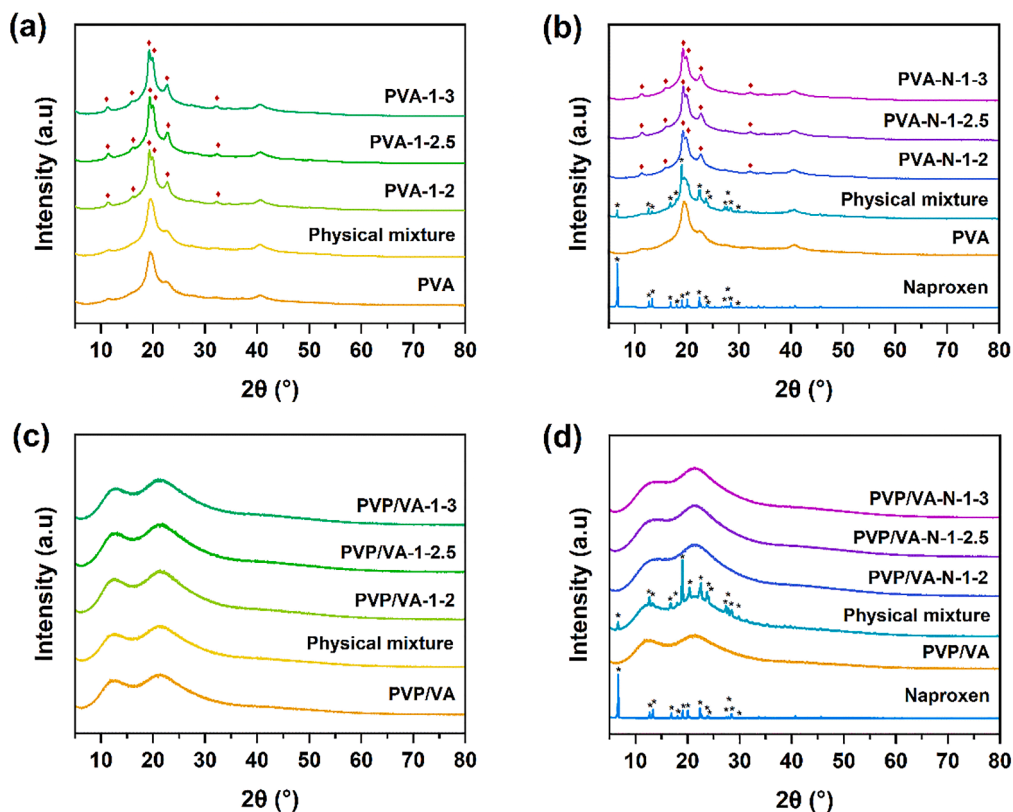 (a)
Intensity (a.u)
PVA-1-3
PVA-1-2.5
PVA-1-2
Physical mixture
PVA
10 20 30 40 50 60 70 80
2θ (°)
(b)
Intensity (a.u)
PVA-N-1-3
PVA-N-1-2.5
PVA-N-1-2
Physical mixture
PVA
Naproxen
10 20 30 40 50 60 70 80
2θ (°)
(c)
Intensity (a.u)
PVP/VA-1-3
PVP/VA-1-2.5
PVP/VA-1-2
Physical mixture
PVP/VA
10 20 30 40 50 60 70 80
2θ (°)
(d)
Intensity (a.u)
PVP/VA-N-1-3
PVP/VA-N-1-2.5
PVP/VA-N-1-2
Physical mixture
PVP/VA
Naproxen
10 20 30 40 50 60 70 80
2θ (°)